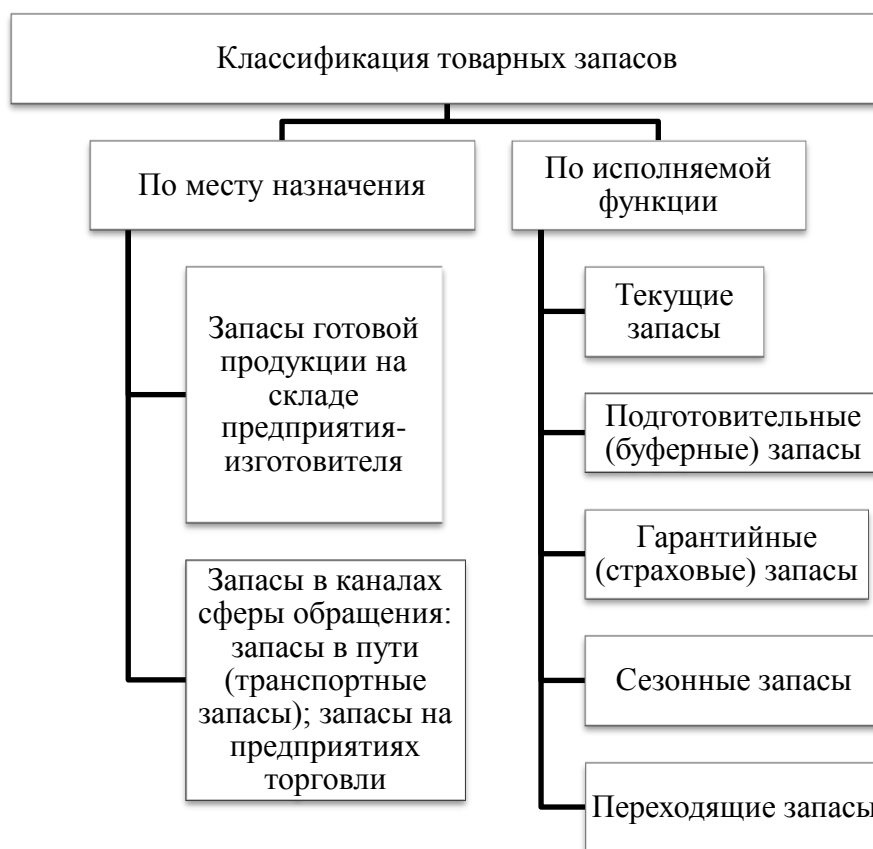 Классификация товарных запасов
По месту назначения
Запасы готовой
продукции на
складе
предприятия-
изготовителя
Запасы в каналах
сферы обращения:
запасы в пути
(транспортные
запасы); запасы на
предприятиях
торговли
По исполняемой
функции
Текущие
запасы
Подготовительные
(буферные) запасы
Гарантийные
(страховые) запасы
Сезонные запасы
Переходящие запасы